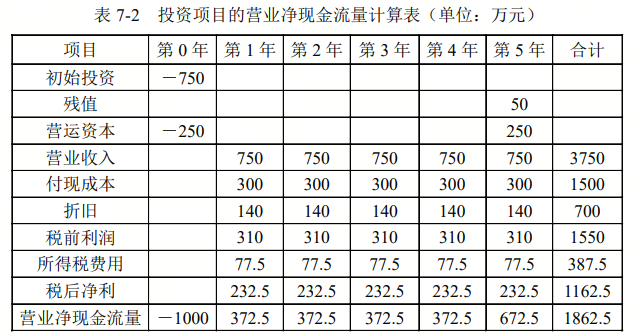 表 7-2 投资项目的营业净现金流量计算表（单位：万元）
项目 第 0 年 第 1 年 第 2 年 第 3 年 第 4 年 第 5 年 合计
初始投资 －750
残值 50
营运资本 －250 250
营业收入 750 750 750 750 750 3750
付现成本 300 300 300 300 300 1500
折旧 140 140 140 140 140 700
税前利润 310 310 310 310 310 1550
所得税费用 77.5 77.5 77.5 77.5 77.5 387.5
税后净利 232.5 232.5 232.5 232.5 232.5 1162.5
营业净现金流量 －1000 372.5 372.5 372.5 372.5 672.5 1862.5